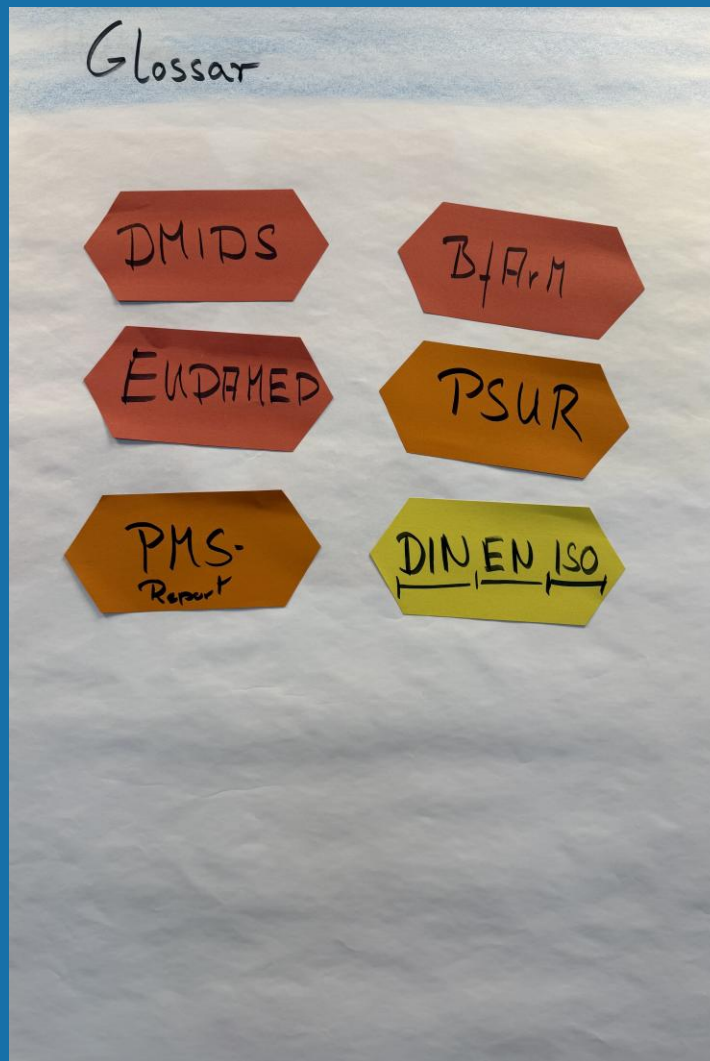 Glossar
DMIDS
BfArM
EUDAMED
PSUR
PMS-
Report
DIN EN ISO